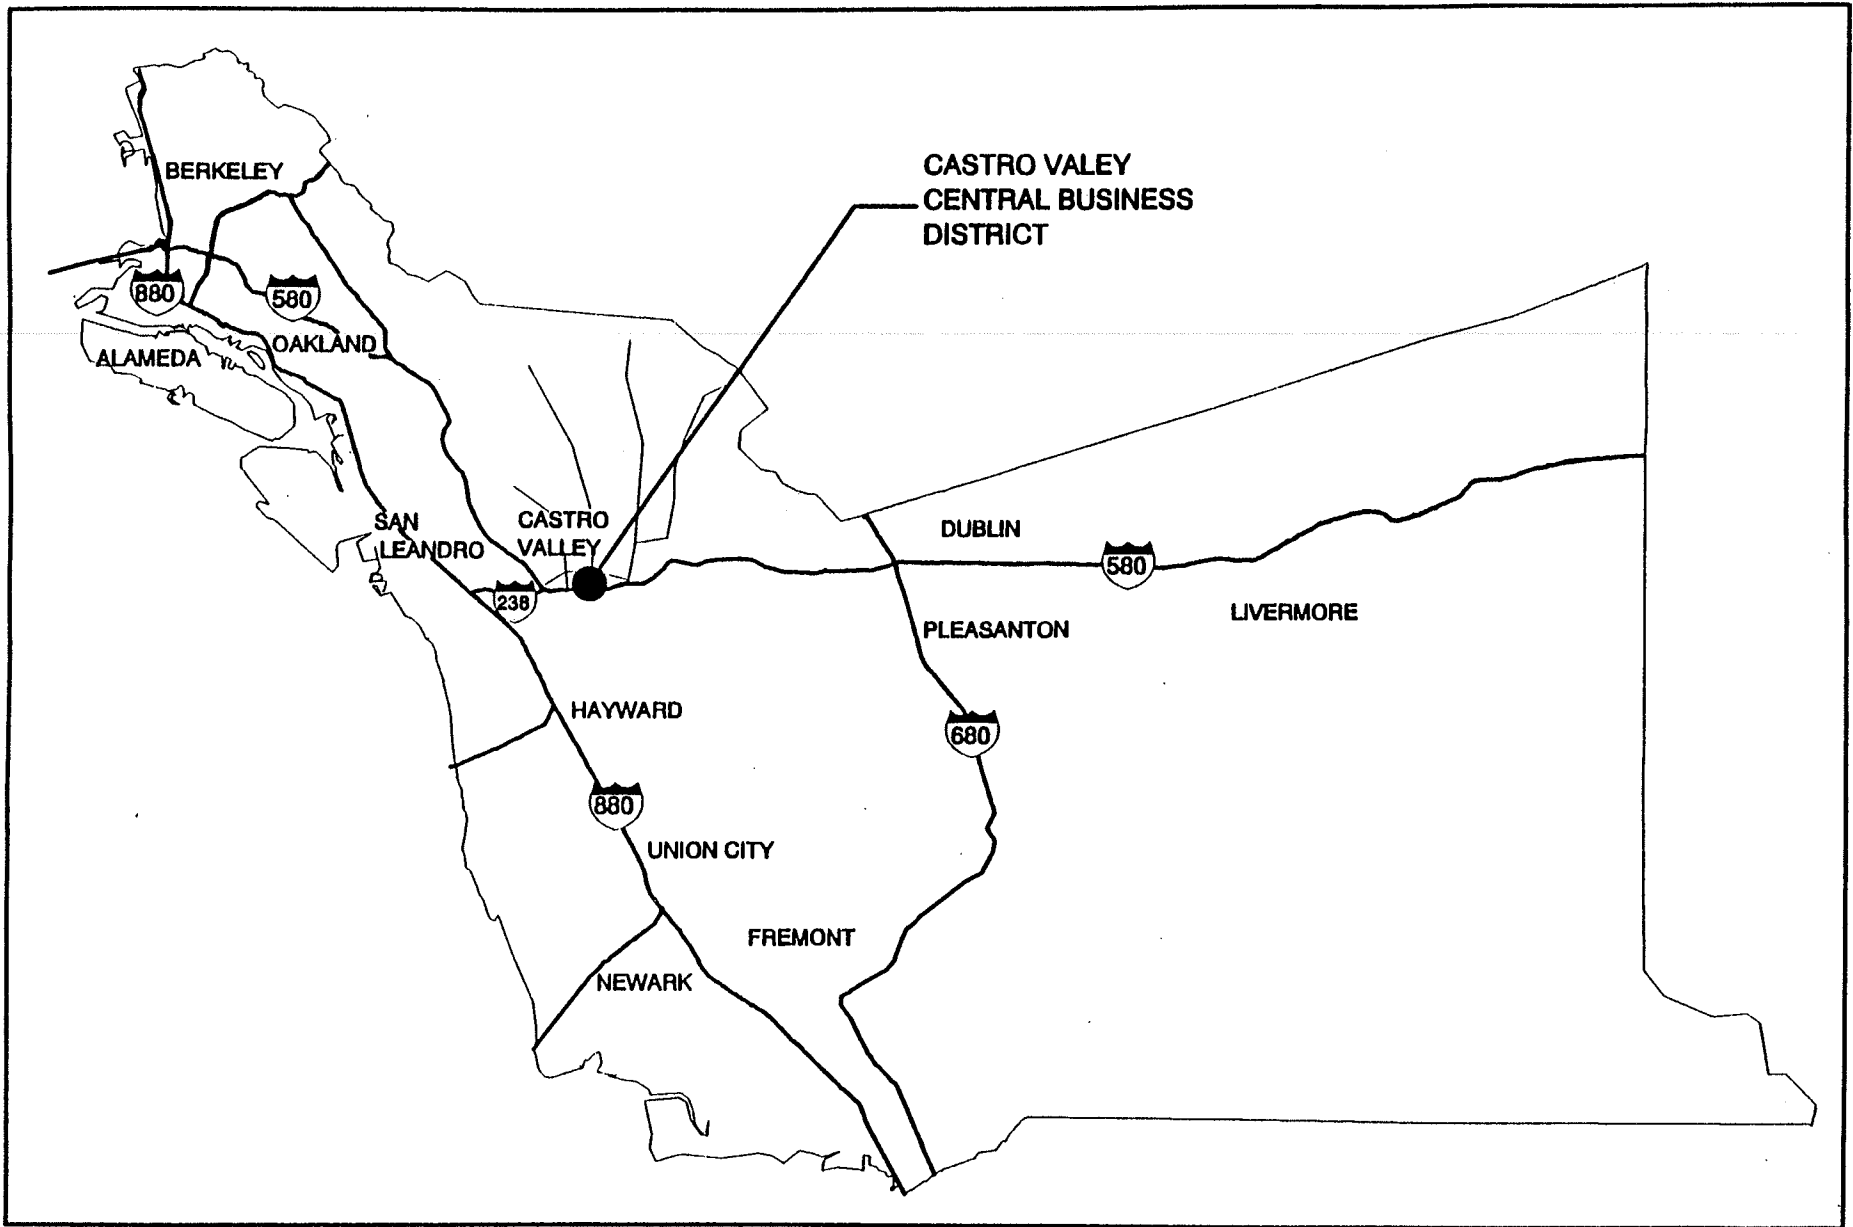 BERKELEY
CASTRO VALEY
CENTRAL BUSINESS
DISTRICT
880
580
OAKLAND
ALAMEDA
SAN
LEANDRO
CASTRO
VALLEY
238
DUBLIN
580
LIVERMORE
PLEASANTON
HAYWARD
680
880
UNION CITY
FREMONT
NEWARK